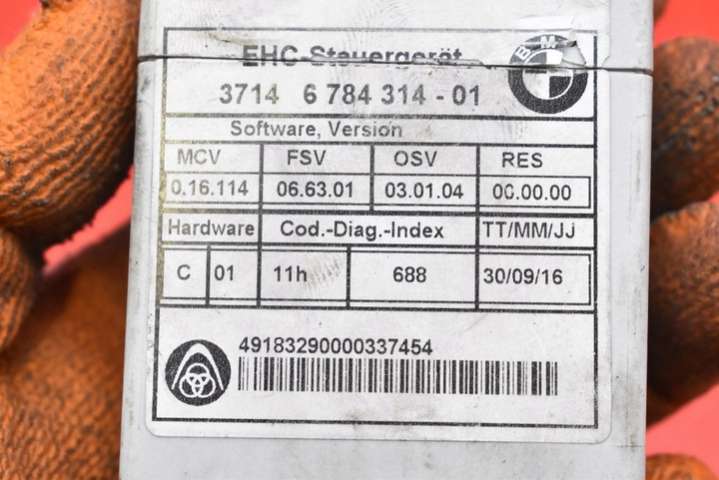 EHC-Steuergerät
3714 6 784 314 - 01
BMW
Software, Version
MCV FSV OSV RES
0.16.114 06.63.01 03.01.04 00.00.00
Hardware Cod.-Diag.-Index TT/MM/JJ
C 01 11h 688 30/09/16
49183290000337454